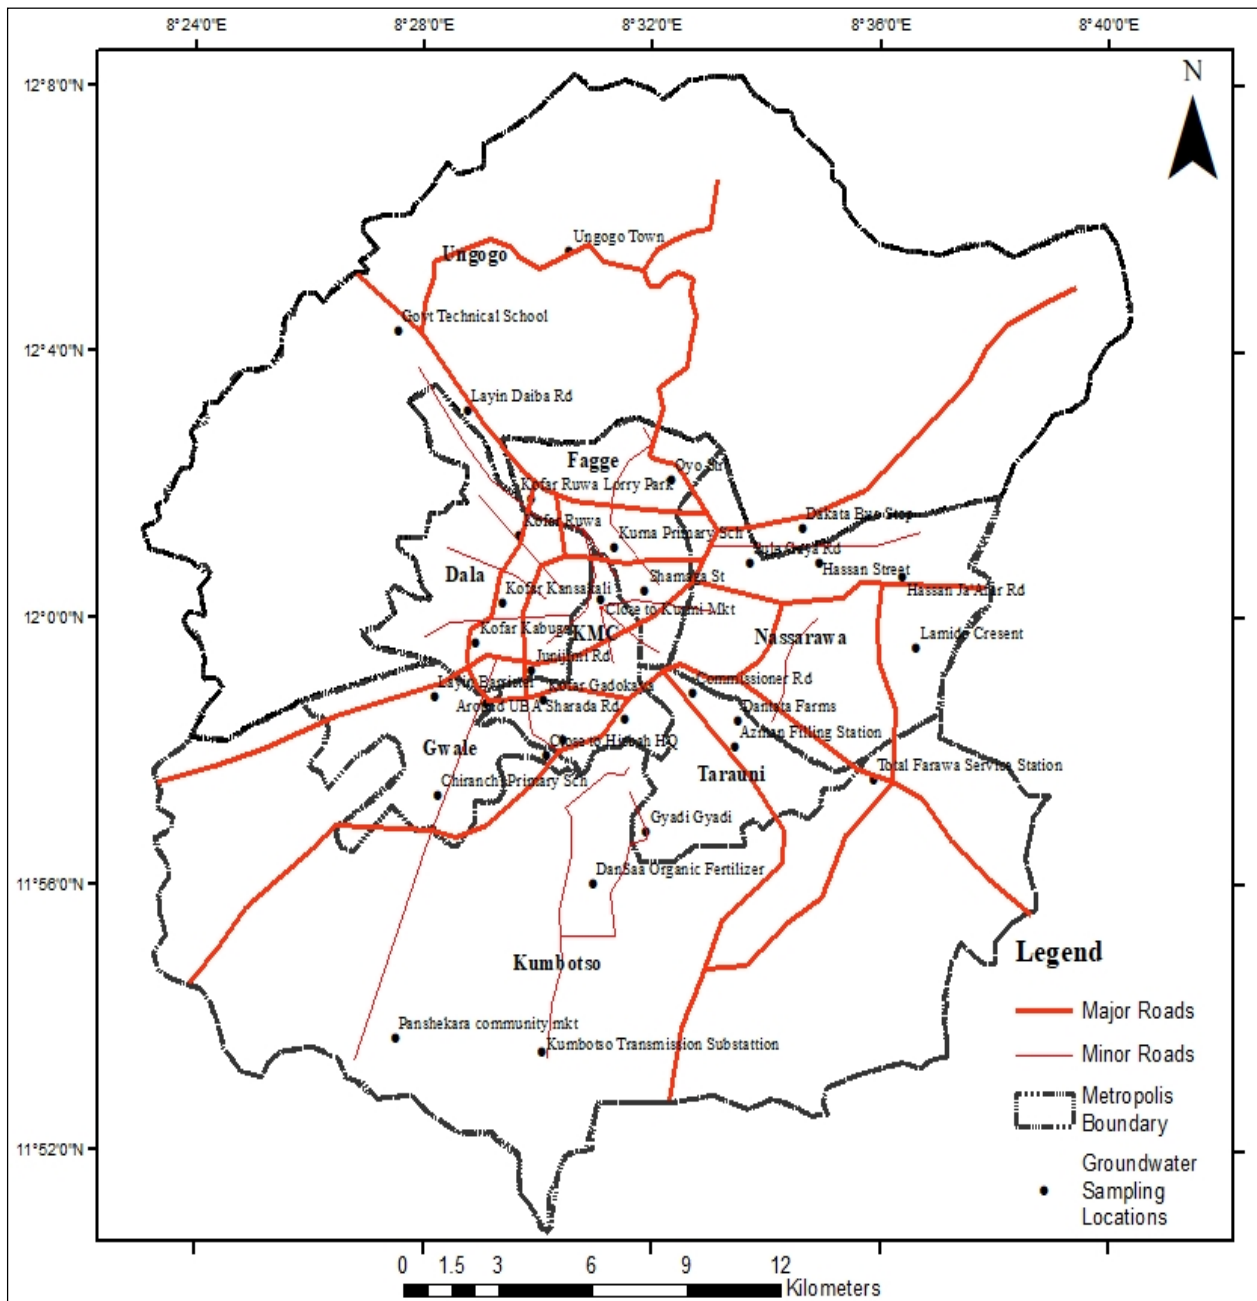 8°24'0"E 8°28'0"E 8°32'0"E 8°36'0"E 8°40'0"E
N
12°8'0"N
Ungogo Town
Ungogo
Govt Technical School
12°4'0"N
Layin Daiba Rd
Fagge
Oyo Str
Kofar Ruwa Lorry Park
Kofar Ruwa
Dakata Bus Stop
Kurna Primary Sch
Gaya Rd
Hassan Street
Dala
Shamaga St
Kofar Kansakali
Hassan Ja'Afar Rd
Close to Kurmi Mkt
12°0'0"N
Kofar Kabuga
KMC
Nassarawa
Lamido Cresent
Junijimi Rd
Commissioner Rd
Kofar Gadokaya
Around UBA Sharada Rd
Dantata Farms
Azman Filling Station
Gwale
Close to Hisbah HQ
Tarauni
Total Farawa Service Station
Chiranchi Primary Sch
Gyadi Gyadi
DanSaa Organic Fertilizer
11°56'0"N
Kumbotso
Legend
Major Roads
Panshekara community mkt
Kumbotso Transmission Substattion
Minor Roads
Metropolis
Boundary
11°52'0"N
Groundwater
Sampling
Locations
0 1.5 3 6 9 12
Kilometers